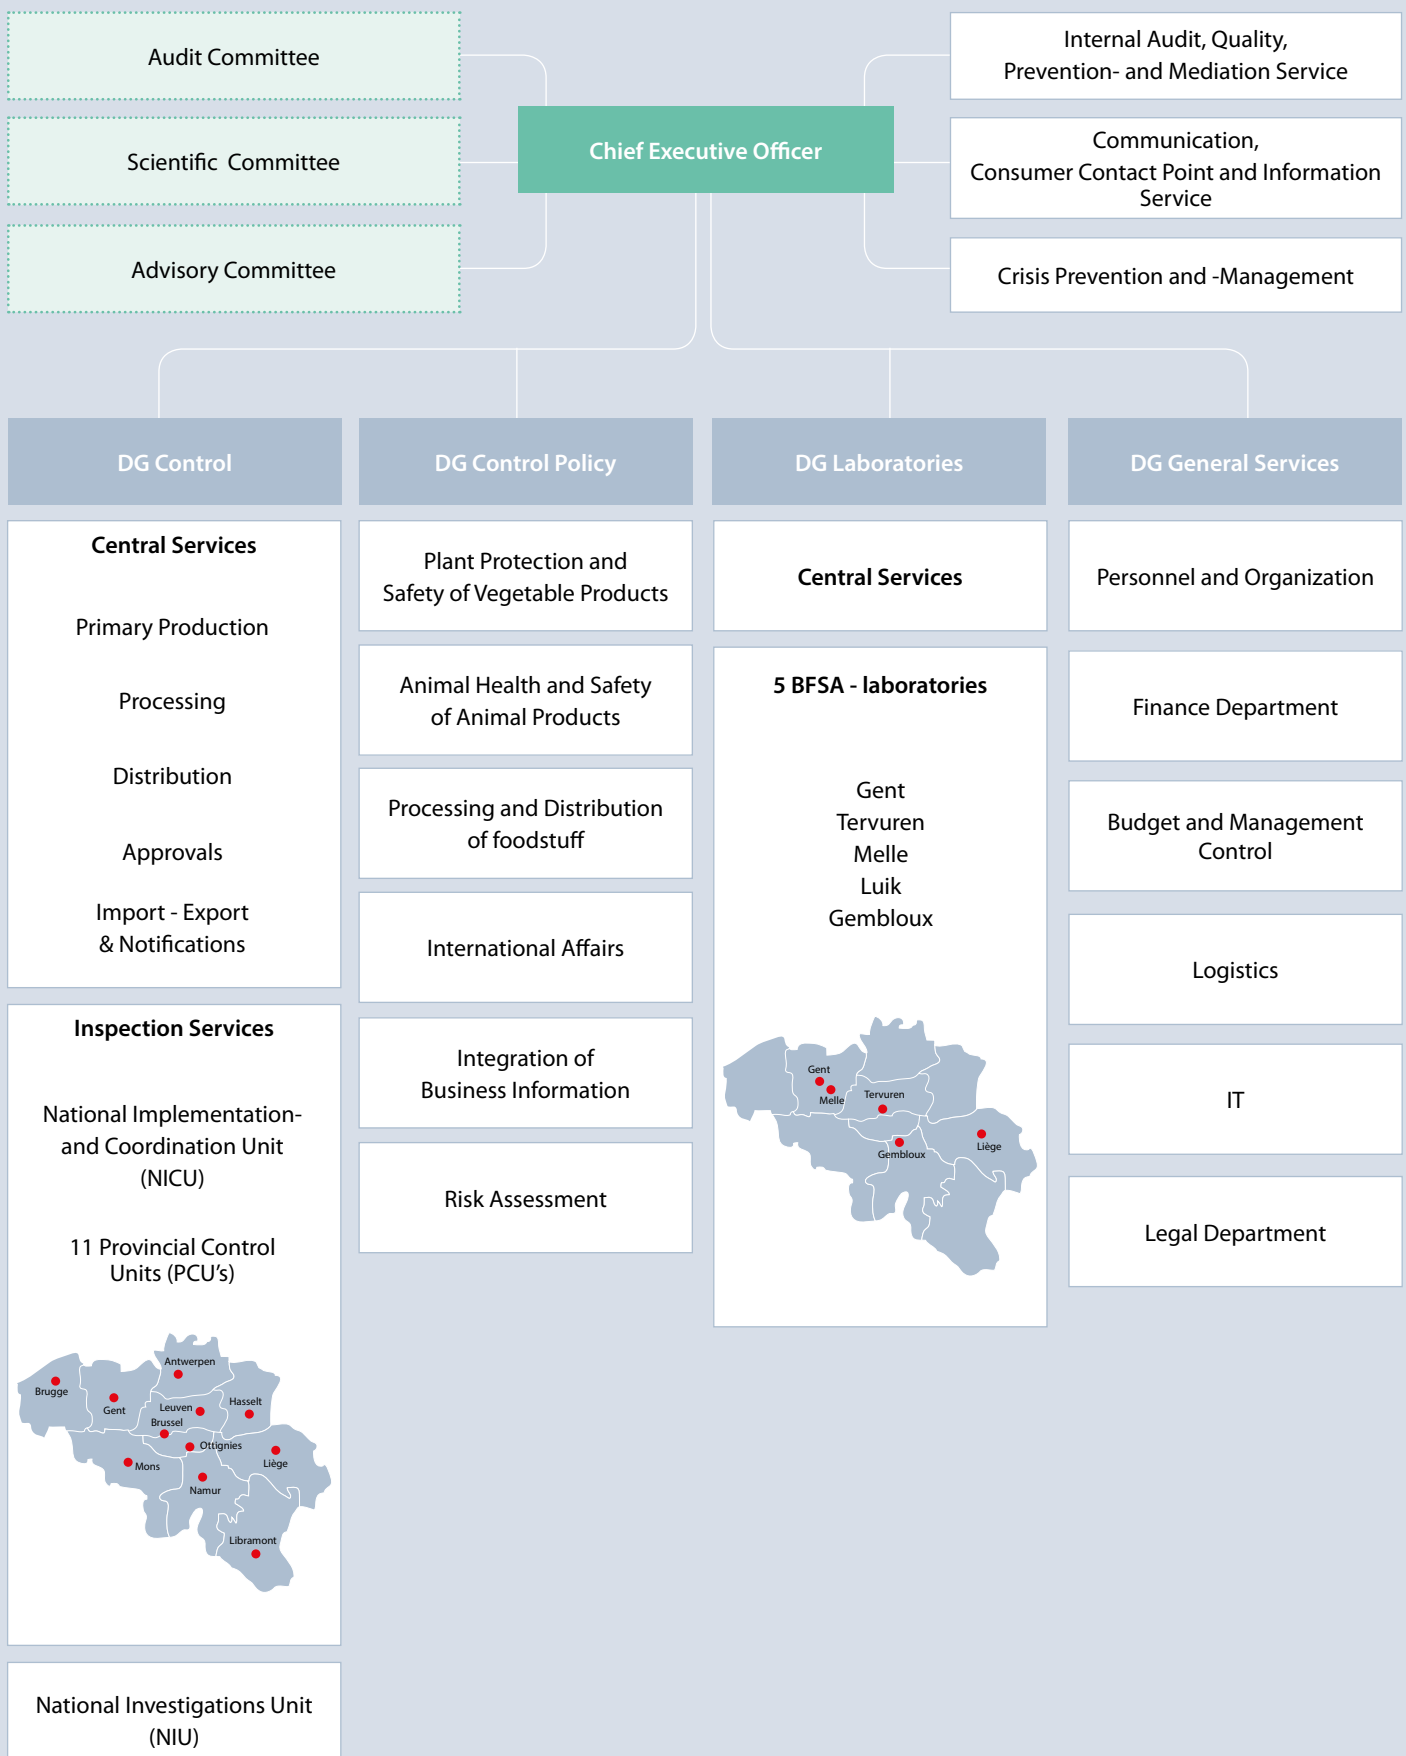 Audit Committee
Scientific Committee
Advisory Committee
Chief Executive Officer
Internal Audit, Quality,
Prevention- and Mediation Service
Communication,
Consumer Contact Point and Information
Service
Crisis Prevention and -Management
DG Control
Central Services
Primary Production
Processing
Distribution
Approvals
Import - Export
& Notifications
Inspection Services
National Implementation-
and Coordination Unit
(NICU)
11 Provincial Control
Units (PCU's)
Antwerpen
Brugge
Gent
Leuven
Hasselt
Brussel
Ottignies
Mons
Liège
Namur
Libramont
National Investigations Unit
(NIU)
DG Control Policy
Plant Protection and
Safety of Vegetable Products
Animal Health and Safety
of Animal Products
Processing and Distribution
of foodstuff
International Affairs
Integration of
Business Information
Risk Assessment
DG Laboratories
Central Services
5 BFSA - laboratories
Gent
Tervuren
Melle
Luik
Gembloux
Gent
Melle
Tervuren
Gembloux
Liège
DG General Services
Personnel and Organization
Finance Department
Budget and Management
Control
Logistics
IT
Legal Department